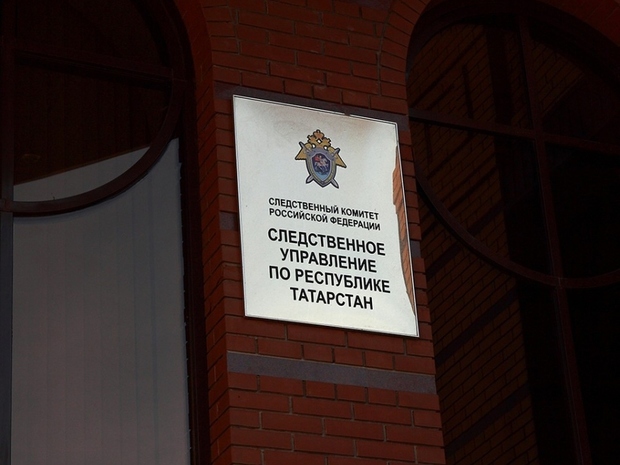 СЛЕДСТВЕННЫЙ КОМИТЕТ
РОССИЙСКОЙ ФЕДЕРАЦИИ
СЛЕДСТВЕННОЕ
УПРАВЛЕНИЕ
ПО РЕСПУБЛИКЕ
ТАТАРСТАН